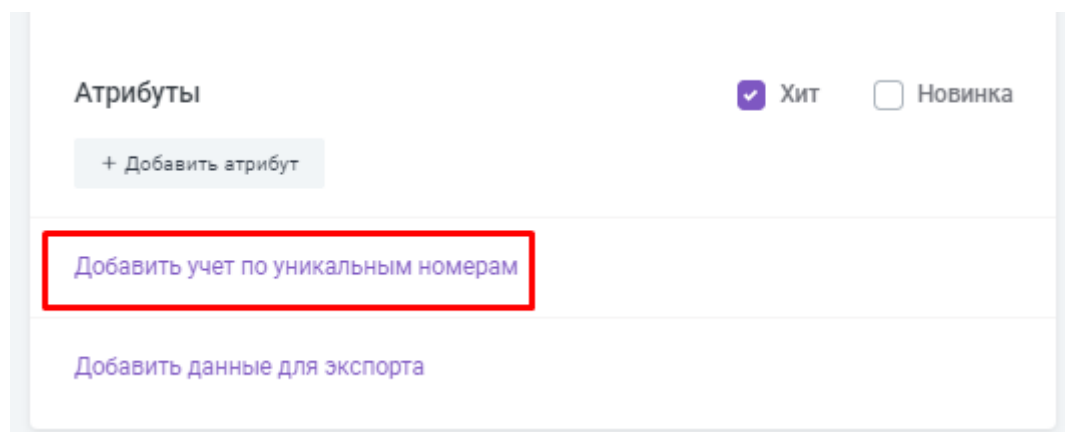 Атрибуты
Хит
Новинка
+ Добавить атрибут
Добавить учет по уникальным номерам
Добавить данные для экспорта